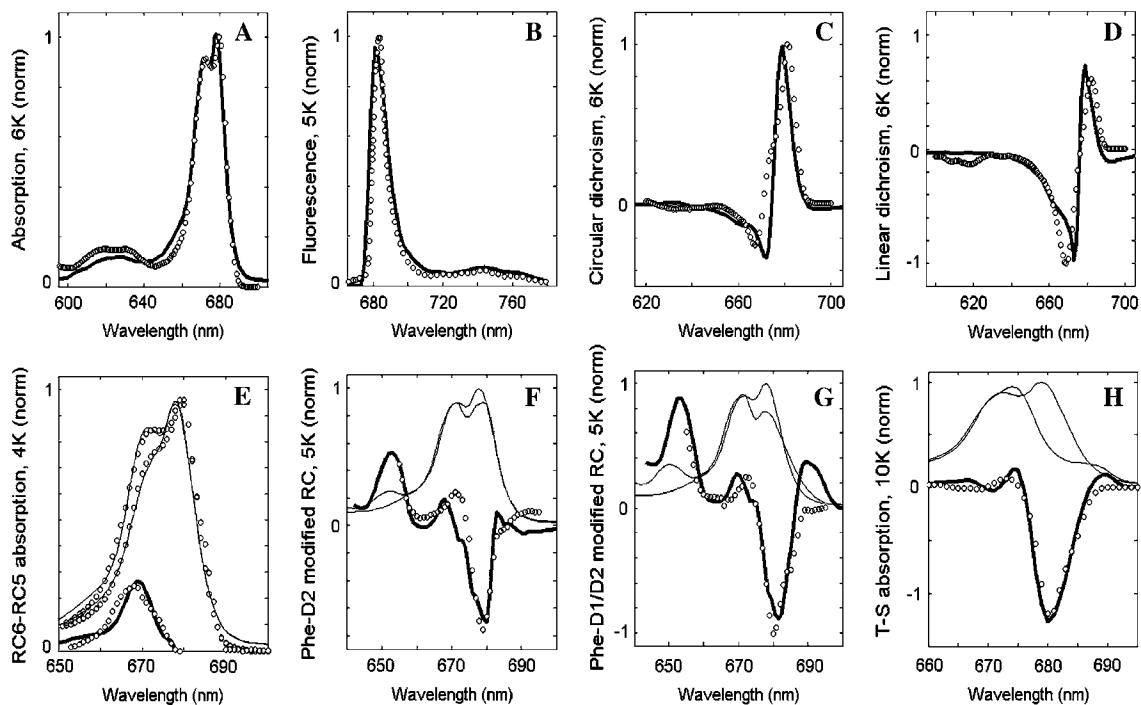 A
Absorption, 6K (norm)
1
0
600 640 680
Wavelength (nm)
B
Fluorescence, 5K (norm)
1
0
680 720 760
Wavelength (nm)
C
Circular dichroism, 6K (norm)
1
0
620 660 700
Wavelength (nm)
D
Linear dichroism, 6K (norm)
1
0
-1
620 660 700
Wavelength (nm)
E
RC6-RC5 absorption, 4K (norm)
1
0
650 670 690
Wavelength (nm)
F
Phe-D2 modified RC, 5K (norm)
1
0
650 670 690
Wavelength (nm)
G
Phe-D1/D2 modified RC, 5K (norm)
1
0
-1
650 670 690
Wavelength (nm)
H
T-S absorption, 10K (norm)
1
0
-1
660 670 680 690
Wavelength (nm)